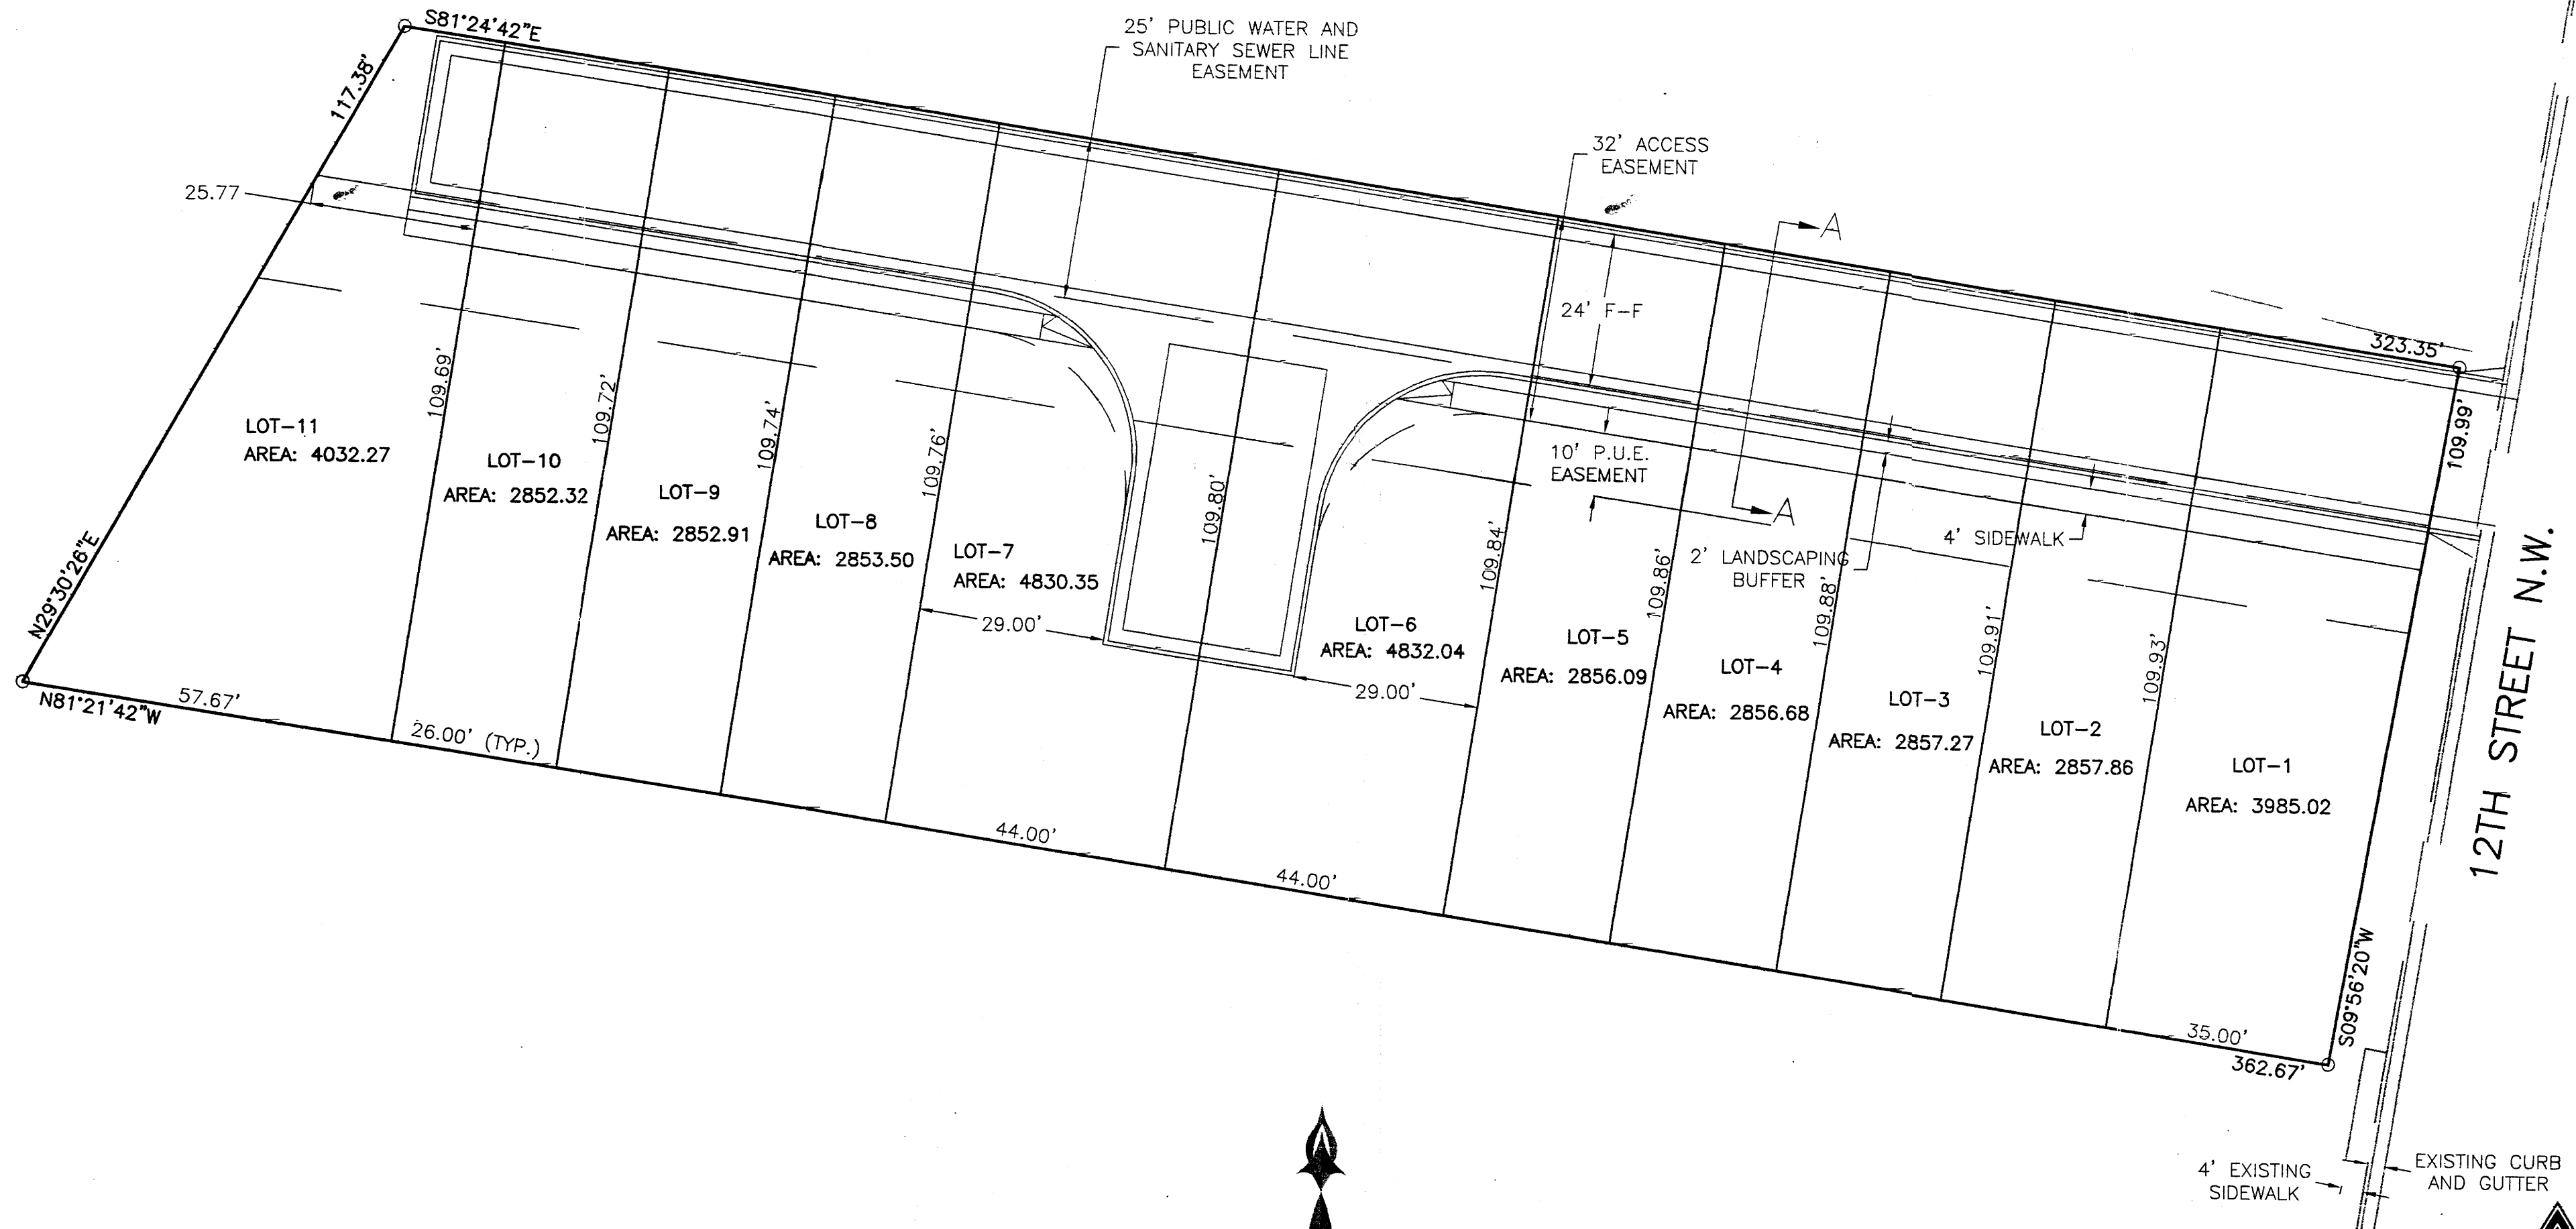 S81°24'42"E
117.38'
25' PUBLIC WATER AND
SANITARY SEWER LINE
EASEMENT
32' ACCESS
EASEMENT
25.77
A
24' F-F
323.35'
109.99'
109.69'
109.72'
109.74'
109.76'
109.80'
109.84'
109.86'
109.88'
109.91'
109.93'
10' P.U.E.
EASEMENT
A
2' LANDSCAPING
BUFFER
4' SIDEWALK
LOT-11
AREA: 4032.27
LOT-10
AREA: 2852.32
LOT-9
AREA: 2852.91
LOT-8
AREA: 2853.50
LOT-7
AREA: 4830.35
29.00'
LOT-6
AREA: 4832.04
29.00'
LOT-5
AREA: 2856.09
LOT-4
AREA: 2856.68
LOT-3
AREA: 2857.27
LOT-2
AREA: 2857.86
LOT-1
AREA: 3985.02
12TH STREET N.W.
N29°30'26"E
N81°21'42"W
57.67'
26.00' (TYP.)
44.00'
44.00'
35.00'
362.67'
S09°56'20"W
4' EXISTING
SIDEWALK
EXISTING CURB
AND GUTTER